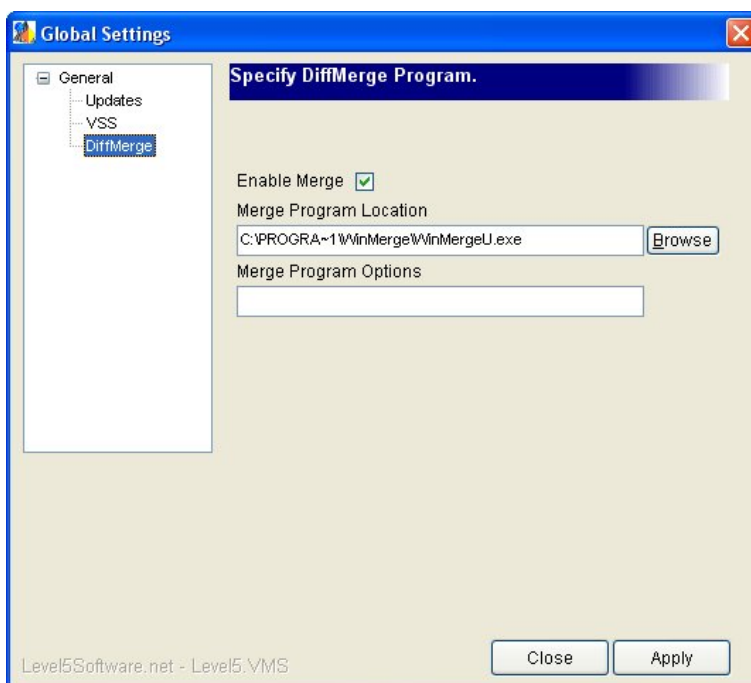 Global Settings
General
Updates
VSS
DiffMerge
Specify DiffMerge Program.
Enable Merge
Merge Program Location
C:\PROGRA~1\WinMerge\WinMergeU.exe
Browse
Merge Program Options
Level5Software.net - Level5.VMS
Close
Apply